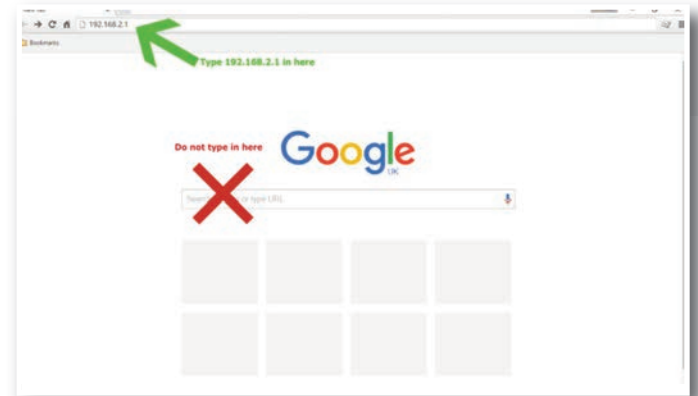 192.168.2.1
Bookmarks
Type 192.168.2.1 in here
Do not type in here
Google
UK
or type URL